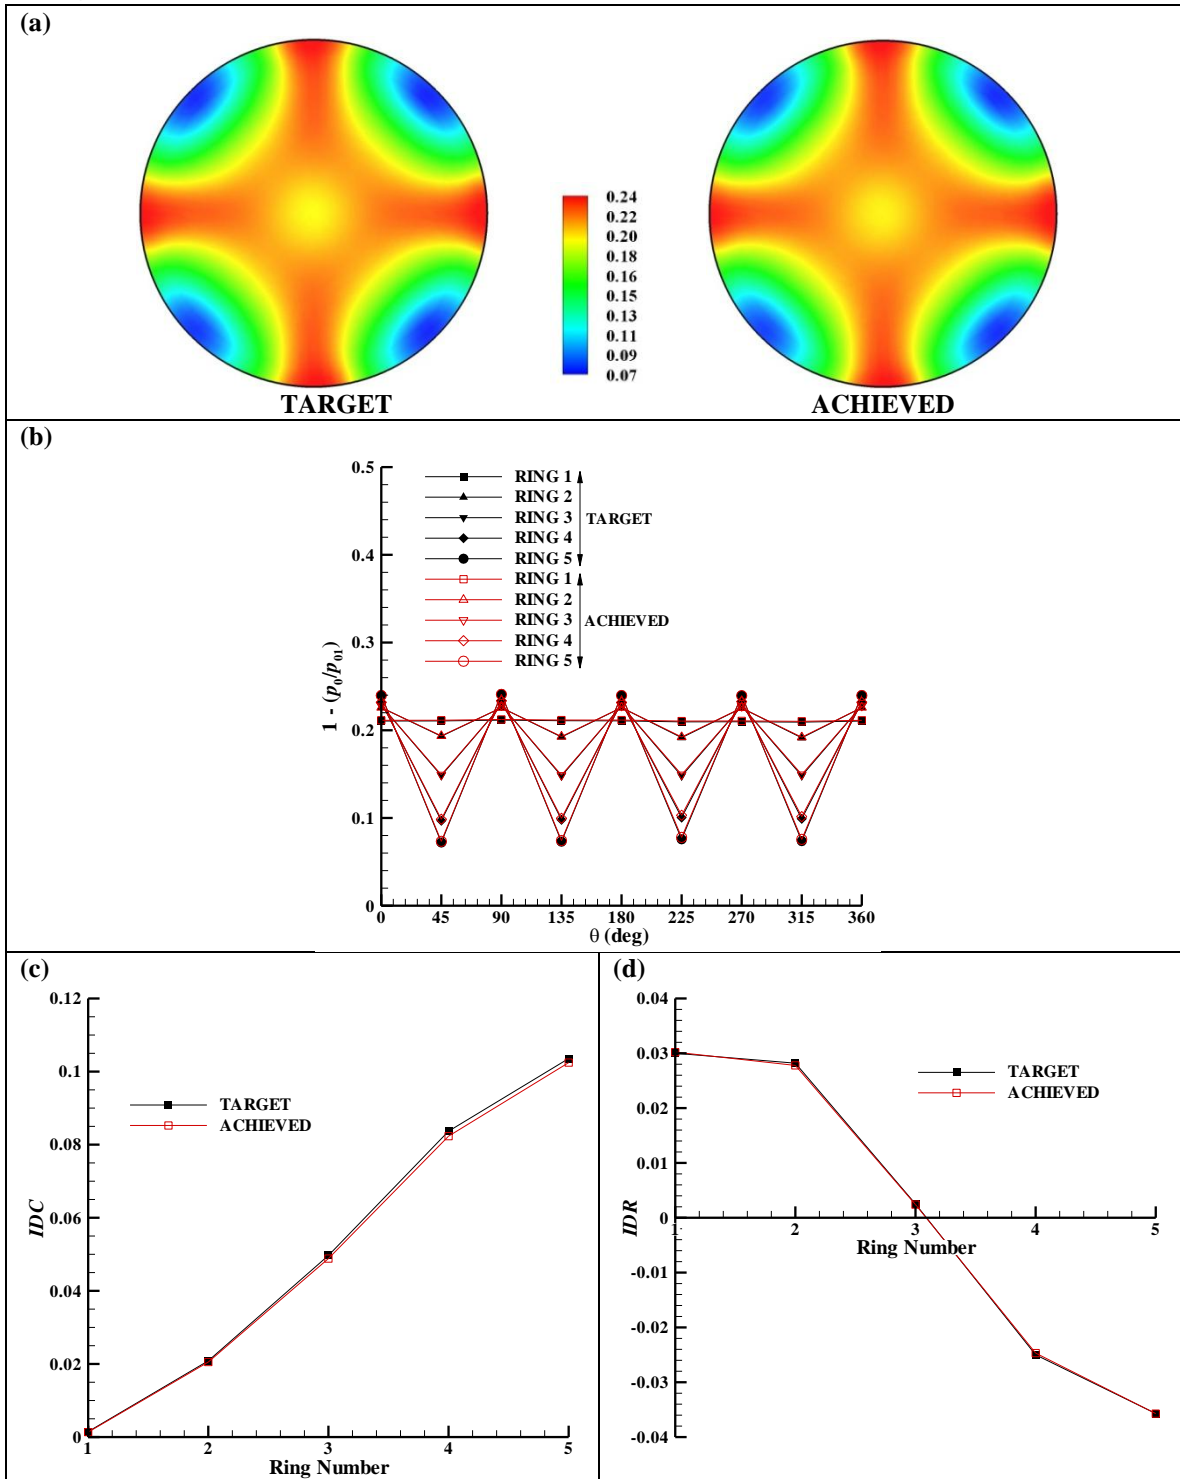 (a)
0.24
0.22
0.20
0.18
0.16
0.15
0.13
0.11
0.09
0.07
TARGET
ACHIEVED
(b)
0.5
0.4
0.3
0.2
0.1
0
1 - (p0/p01)
RING 1
RING 2
RING 3
RING 4
RING 5
TARGET
RING 1
RING 2
RING 3
RING 4
RING 5
ACHIEVED
0 45 90 135 180 225 270 315 360
θ (deg)
(c)
0.12
0.1
0.08
0.06
0.04
0.02
0
IDC
TARGET
ACHIEVED
1 2 3 4 5
Ring Number
(d)
0.04
0.03
0.02
0.01
0
-0.01
-0.02
-0.03
-0.04
IDR
TARGET
ACHIEVED
1 2 3 4 5
Ring Number